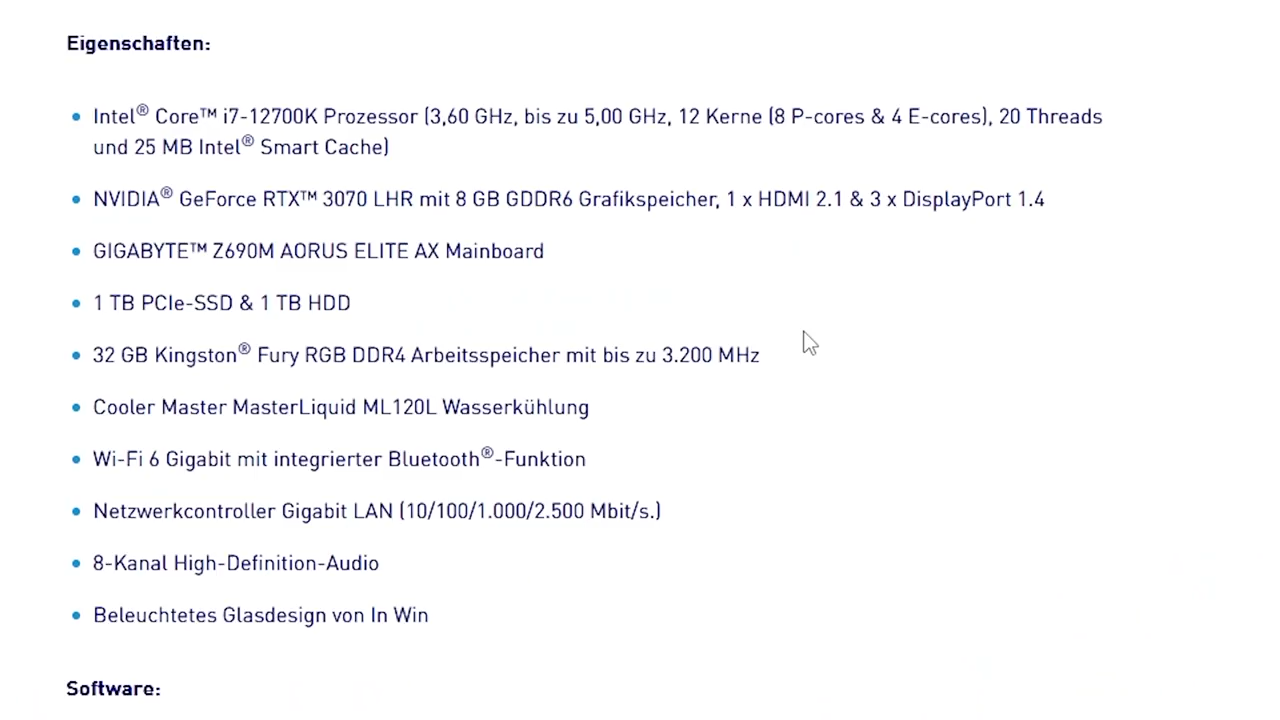 Eigenschaften:
• Intel® Core™ i7-12700K Prozessor (3,60 GHz, bis zu 5,00 GHz, 12 Kerne (8 P-cores & 4 E-cores), 20 Threads
und 25 MB Intel® Smart Cache)
• NVIDIA® GeForce RTX™ 3070 LHR mit 8 GB GDDR6 Grafikspeicher, 1 x HDMI 2.1 & 3 x DisplayPort 1.4
• GIGABYTE™ Z690M AORUS ELITE AX Mainboard
• 1 TB PCIe-SSD & 1 TB HDD
• 32 GB Kingston® Fury RGB DDR4 Arbeitsspeicher mit bis zu 3.200 MHz
• Cooler Master MasterLiquid ML120L Wasserkühlung
• Wi-Fi 6 Gigabit mit integrierter Bluetooth®-Funktion
• Netzwerkcontroller Gigabit LAN (10/100/1.000/2.500 Mbit/s.)
• 8-Kanal High-Definition-Audio
• Beleuchtetes Glasdesign von In Win
Software: